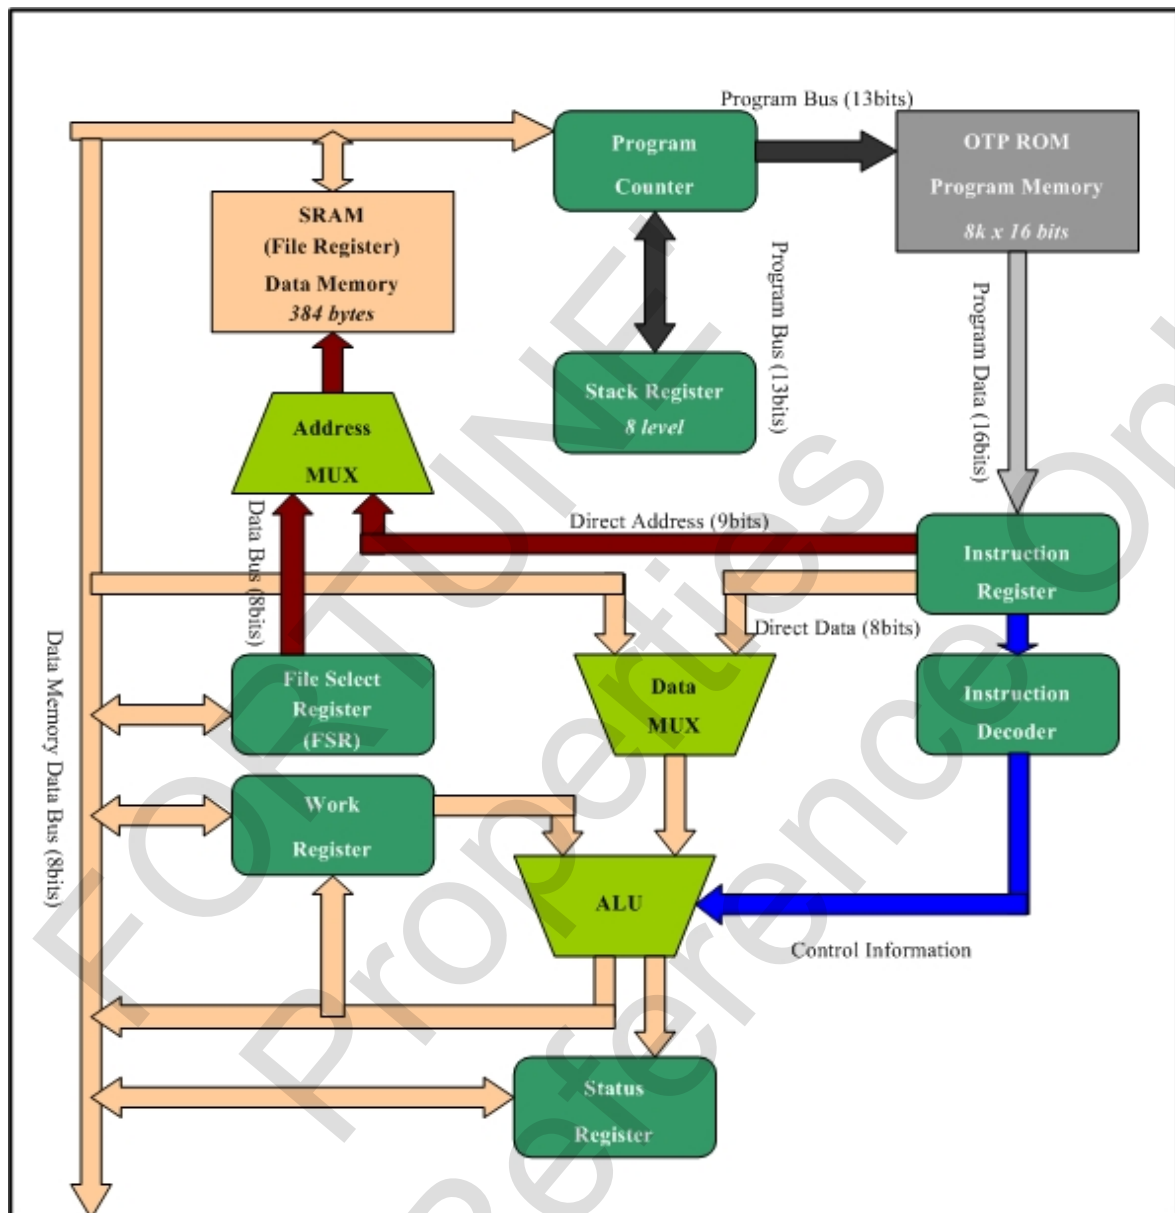 Program Bus (13bits)
Program
Counter
OTP ROM
Program Memory
8k x 16 bits
SRAM
(File Register)
Data Memory
384 bytes
Program Bus (13bits)
Program Data (16bits)
Stack Register
8 level
Address
MUX
Data Bus (8bits)
Direct Address (9bits)
Instruction
Register
Direct Data (8bits)
Data Memory Data Bus (8bits)
File Select
Register
(FSR)
Data
MUX
Instruction
Decoder
Work
Register
ALU
Control Information
Status
Register
FORTUNE'
Properties
Reference